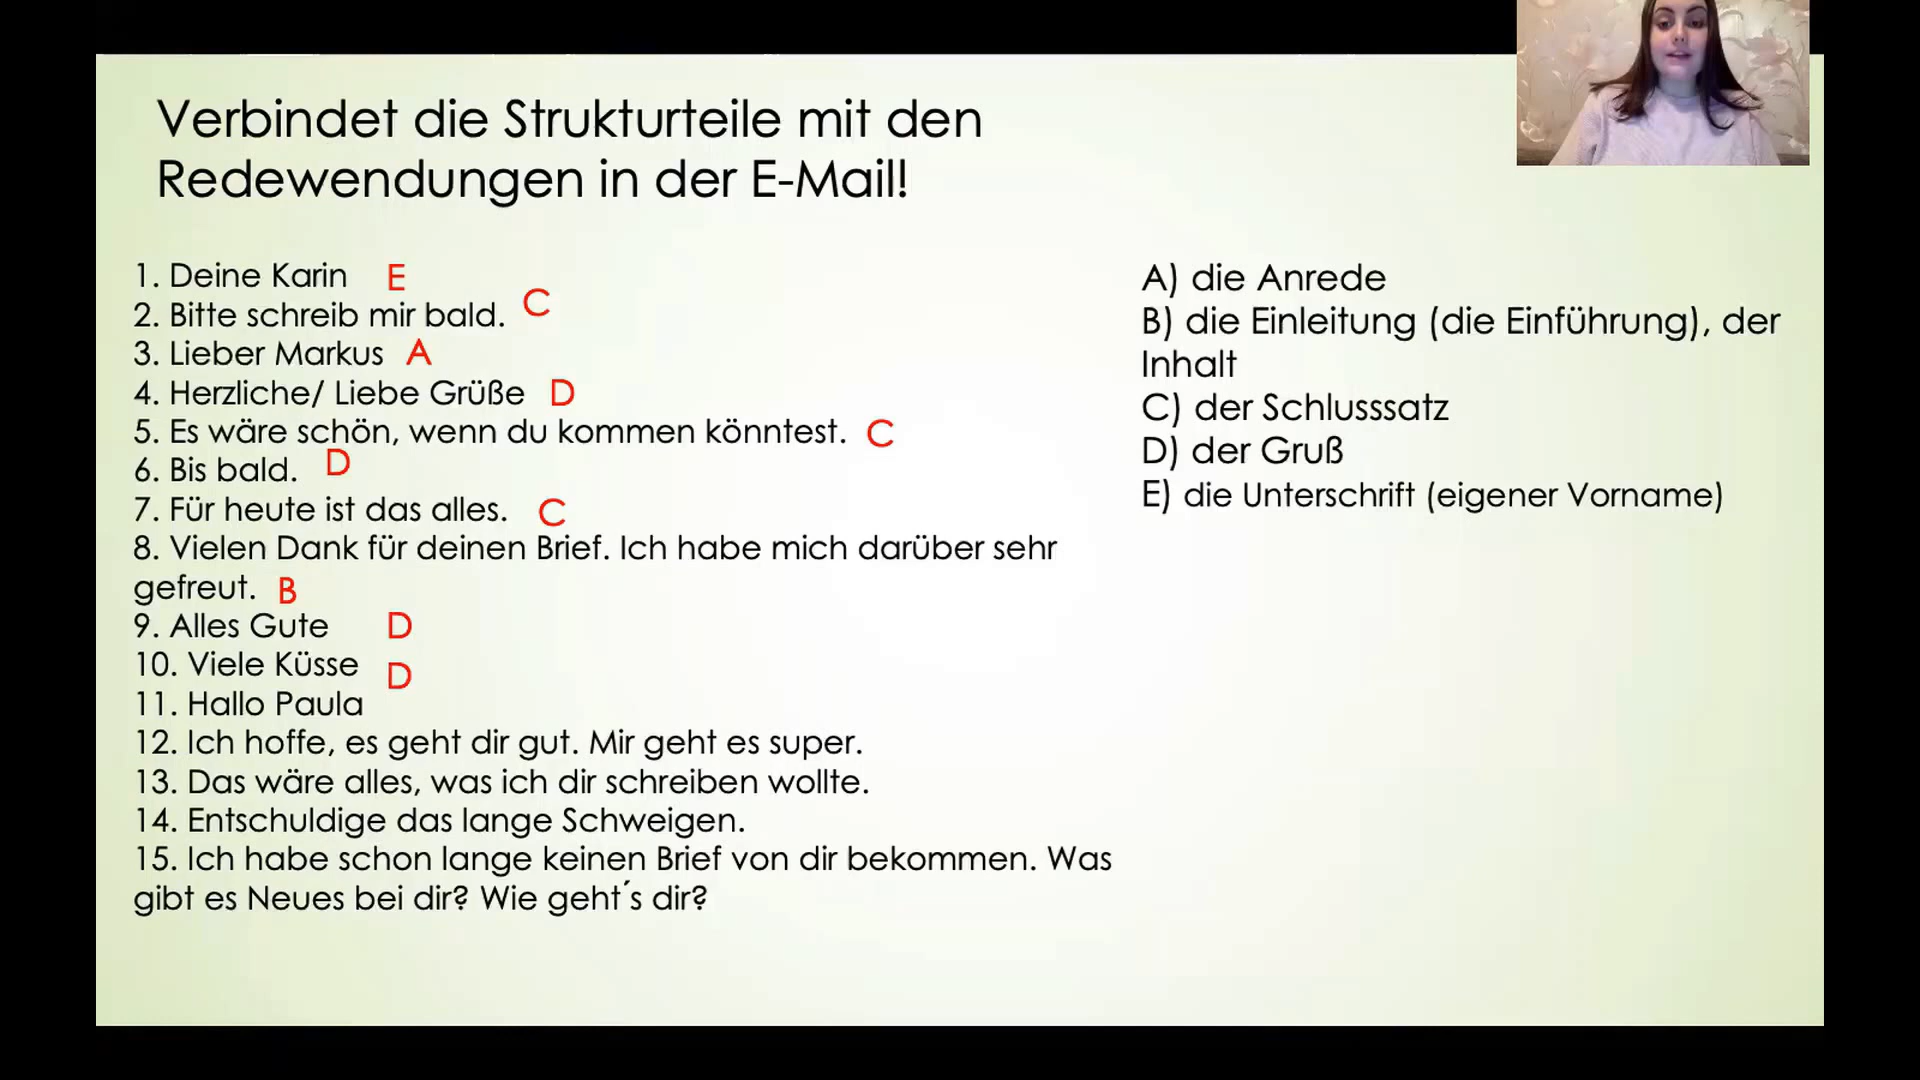 Verbindet die Strukturteile mit den
Redewendungen in der E-Mail!
1. Deine Karin E
2. Bitte schreib mir bald. C
3. Lieber Markus A
4. Herzliche/ Liebe Grüße D
5. Es wäre schön, wenn du kommen könntest. C
6. Bis bald. D
7. Für heute ist das alles. C
8. Vielen Dank für deinen Brief. Ich habe mich darüber sehr
gefreut. B
9. Alles Gute D
10. Viele Küsse D
11. Hallo Paula
12. Ich hoffe, es geht dir gut. Mir geht es super.
13. Das wäre alles, was ich dir schreiben wollte.
14. Entschuldige das lange Schweigen.
15. Ich habe schon lange keinen Brief von dir bekommen. Was
gibt es Neues bei dir? Wie geht´s dir?
A) die Anrede
B) die Einleitung (die Einführung), der
Inhalt
C) der Schlusssatz
D) der Gruß
E) die Unterschrift (eigener Vorname)